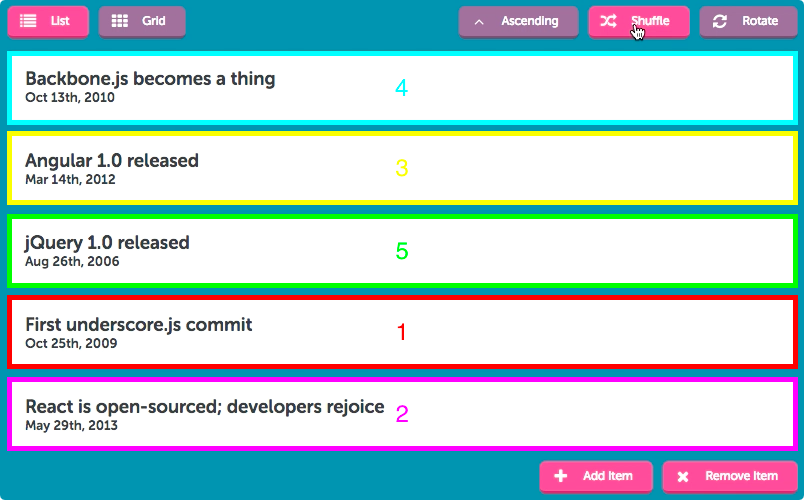 List
Grid
Ascending
Shuffle
Rotate
Backbone.js becomes a thing
Oct 13th, 2010
4
Angular 1.0 released
Mar 14th, 2012
3
jQuery 1.0 released
Aug 26th, 2006
5
First underscore.js commit
Oct 25th, 2009
1
React is open-sourced; developers rejoice
May 29th, 2013
2
Add Item
Remove Item